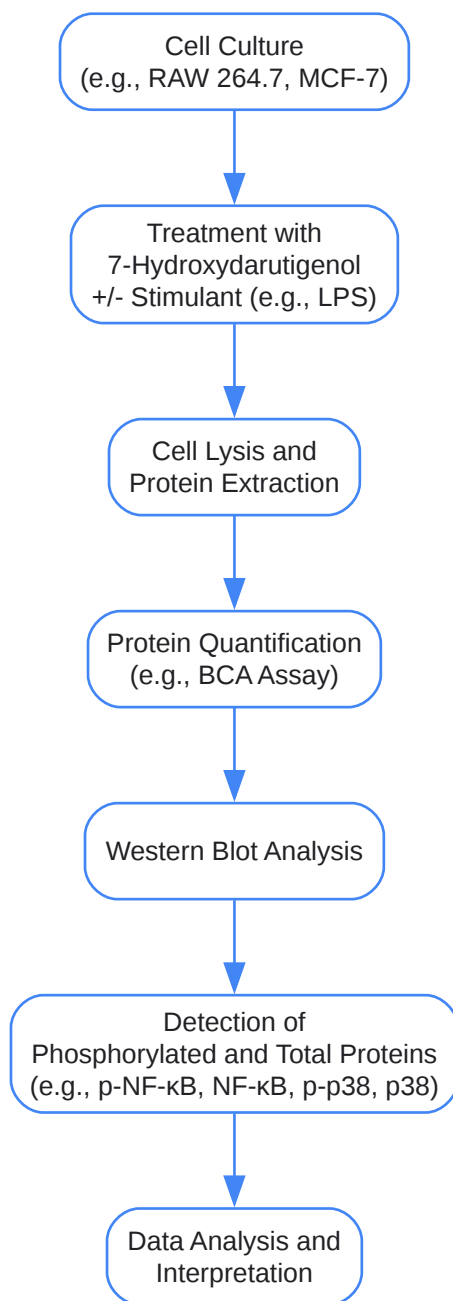 Cell Culture
(e.g., RAW 264.7, MCF-7)
Treatment with
7-Hydroxydarutigenol
+/- Stimulant (e.g., LPS)
Cell Lysis and
Protein Extraction
Protein Quantification
(e.g., BCA Assay)
Western Blot Analysis
Detection of
Phosphorylated and Total Proteins
(e.g., p-NF-κB, NF-κB, p-p38, p38)
Data Analysis and
Interpretation